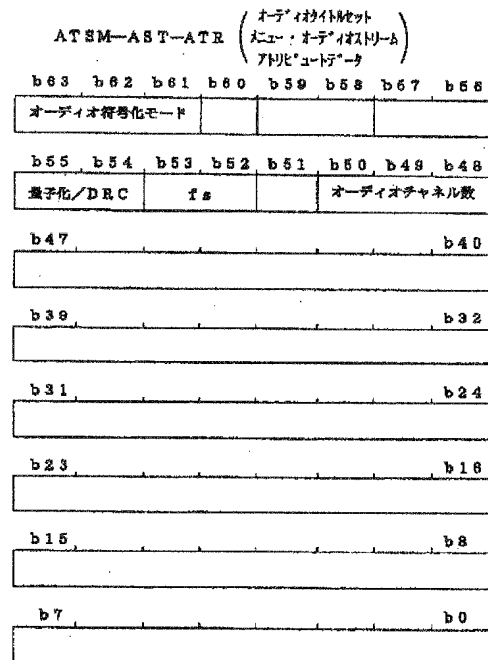 ATSM—AST—ATR
オーディオタイトルセット
メニュー・オーディオストリーム
アトリビュートデータ
b63 b62 b61 b60 b59 b58 b57 b56
オーディオ符号化モード
b55 b54 b53 b52 b51 b50 b49 b48
量子化／DRC fs オーディオチャネル数
b47 b40
b39 b32
b31 b24
b23 b16
b15 b8
b7 b0